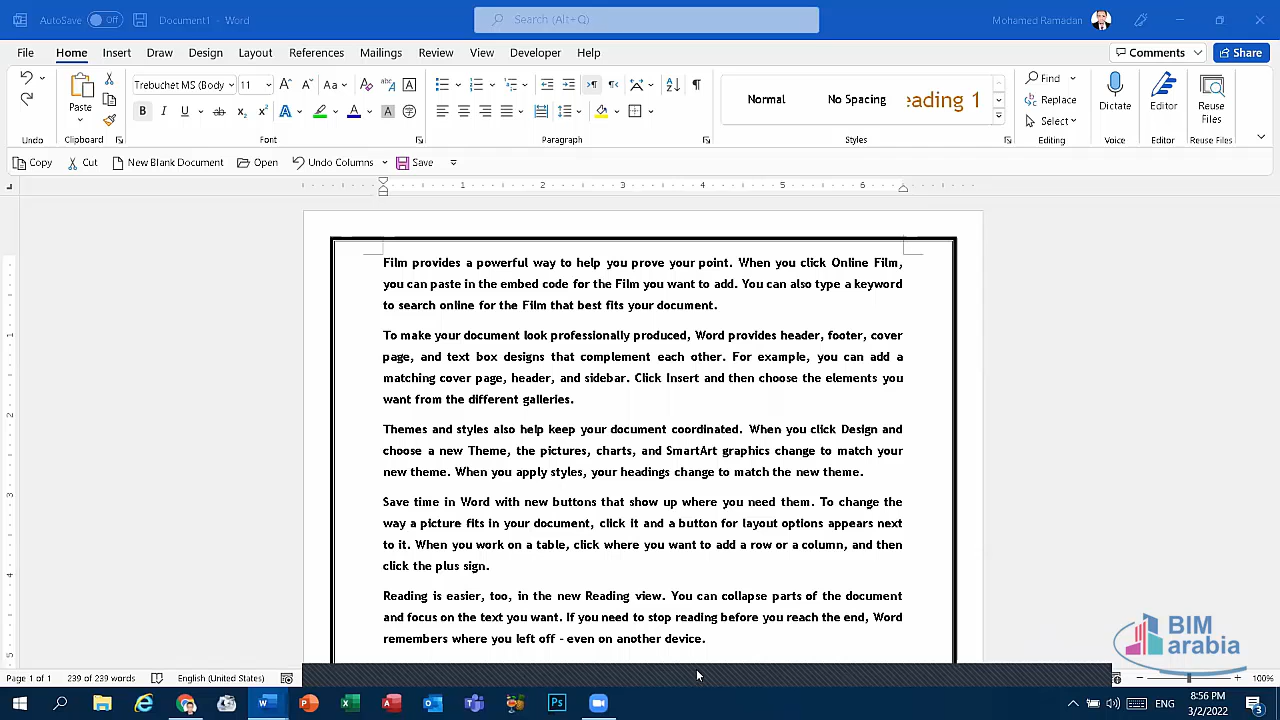 AutoSave Off Document1 - Word Search (Alt+Q) Mohamed Ramadan
File Home Insert Draw Design Layout References Mailings Review View Developer Help Comments Share
Trebuchet MS (Body 11 Aa Normal No Spacing eading 1 Find
Paste Replace Dictate Editor Reuse Files
B I U ab x x A A A Select
Undo Clipboard Font Paragraph Styles Editing Voice Editor Reuse Files
Copy Cut New Blank Document Open Undo Columns Save
1 2 3 4 5 6
Film provides a powerful way to help you prove your point. When you click Online Film,
you can paste in the embed code for the Film you want to add. You can also type a keyword
to search online for the Film that best fits your document.
To make your document look professionally produced, Word provides header, footer, cover
page, and text box designs that complement each other. For example, you can add a
matching cover page, header, and sidebar. Click Insert and then choose the elements you
want from the different galleries.
Themes and styles also help keep your document coordinated. When you click Design and
choose a new Theme, the pictures, charts, and SmartArt graphics change to match your
new theme. When you apply styles, your headings change to match the new theme.
Save time in Word with new buttons that show up where you need them. To change the
way a picture fits in your document, click it and a button for layout options appears next
to it. When you work on a table, click where you want to add a row or a column, and then
click the plus sign.
Reading is easier, too, in the new Reading view. You can collapse parts of the document
and focus on the text you want. If you need to stop reading before you reach the end, Word
remembers where you left off - even on another device.
BIM
arabia
Page 1 of 1 239 of 239 words English (United States) 100%
ENG 8:56 PM
3/2/2022